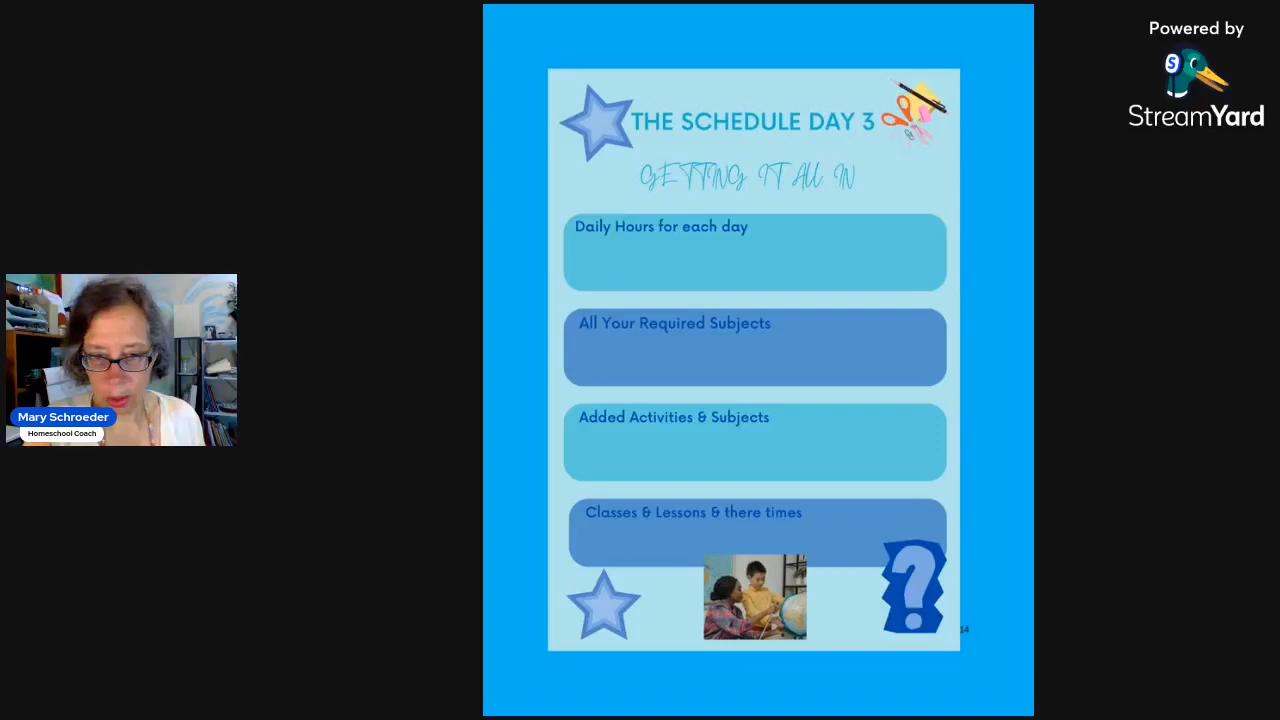 Powered by
S
StreamYard
THE SCHEDULE DAY 3
GETTING IT ALL IN
Daily Hours for each day
All Your Required Subjects
Added Activities & Subjects
Classes & Lessons & there times
?
14
Mary Schroeder
Homeschool Coach